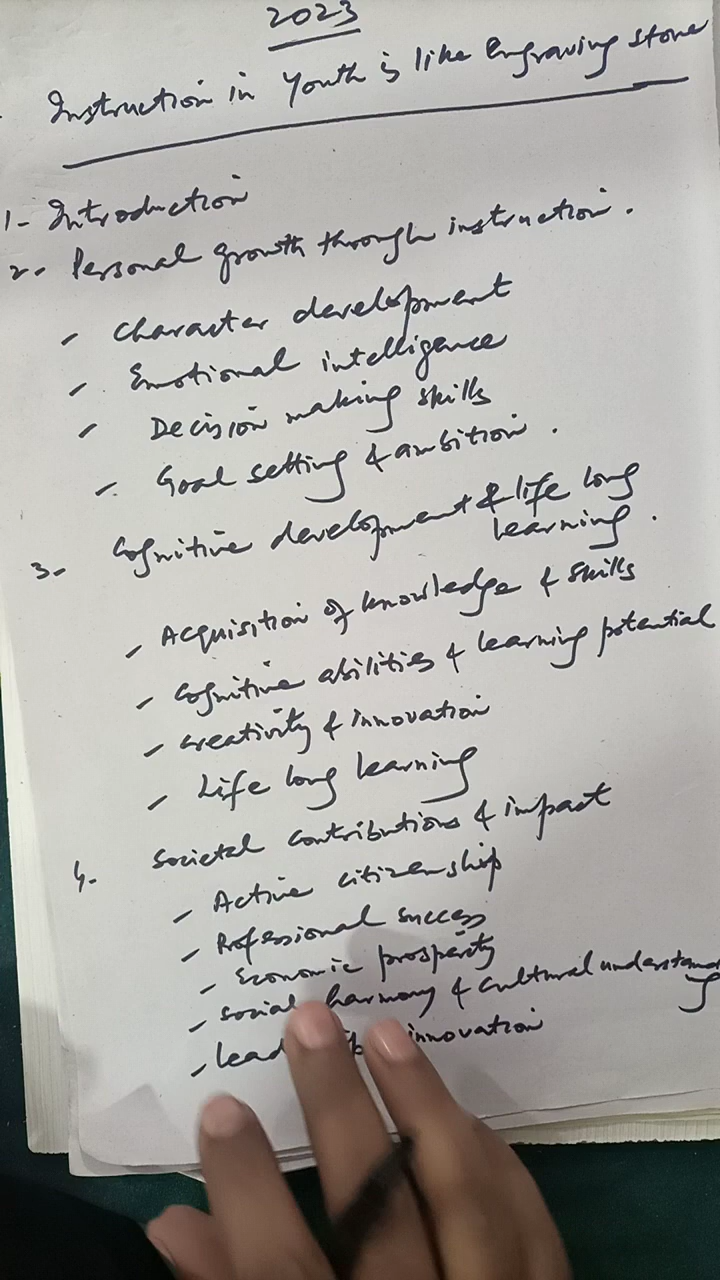 2023
Instruction in Youth is like Engraving stone
1- Introduction
2. Personal growth through instruction.
- Character development
- Emotional intelligence
- Decision making skills
- Goal setting & ambition.
3. Cognitive development & life long
learning.
- Acquisition of knowledge & skills
- Cognitive abilities & learning potential
- Creativity & innovation
- Life long learning
4. Societal contributions & impact
- Active citizenship
- Professional success
- Economic prosperity
- Social harmony & cultural understanding
- innovation